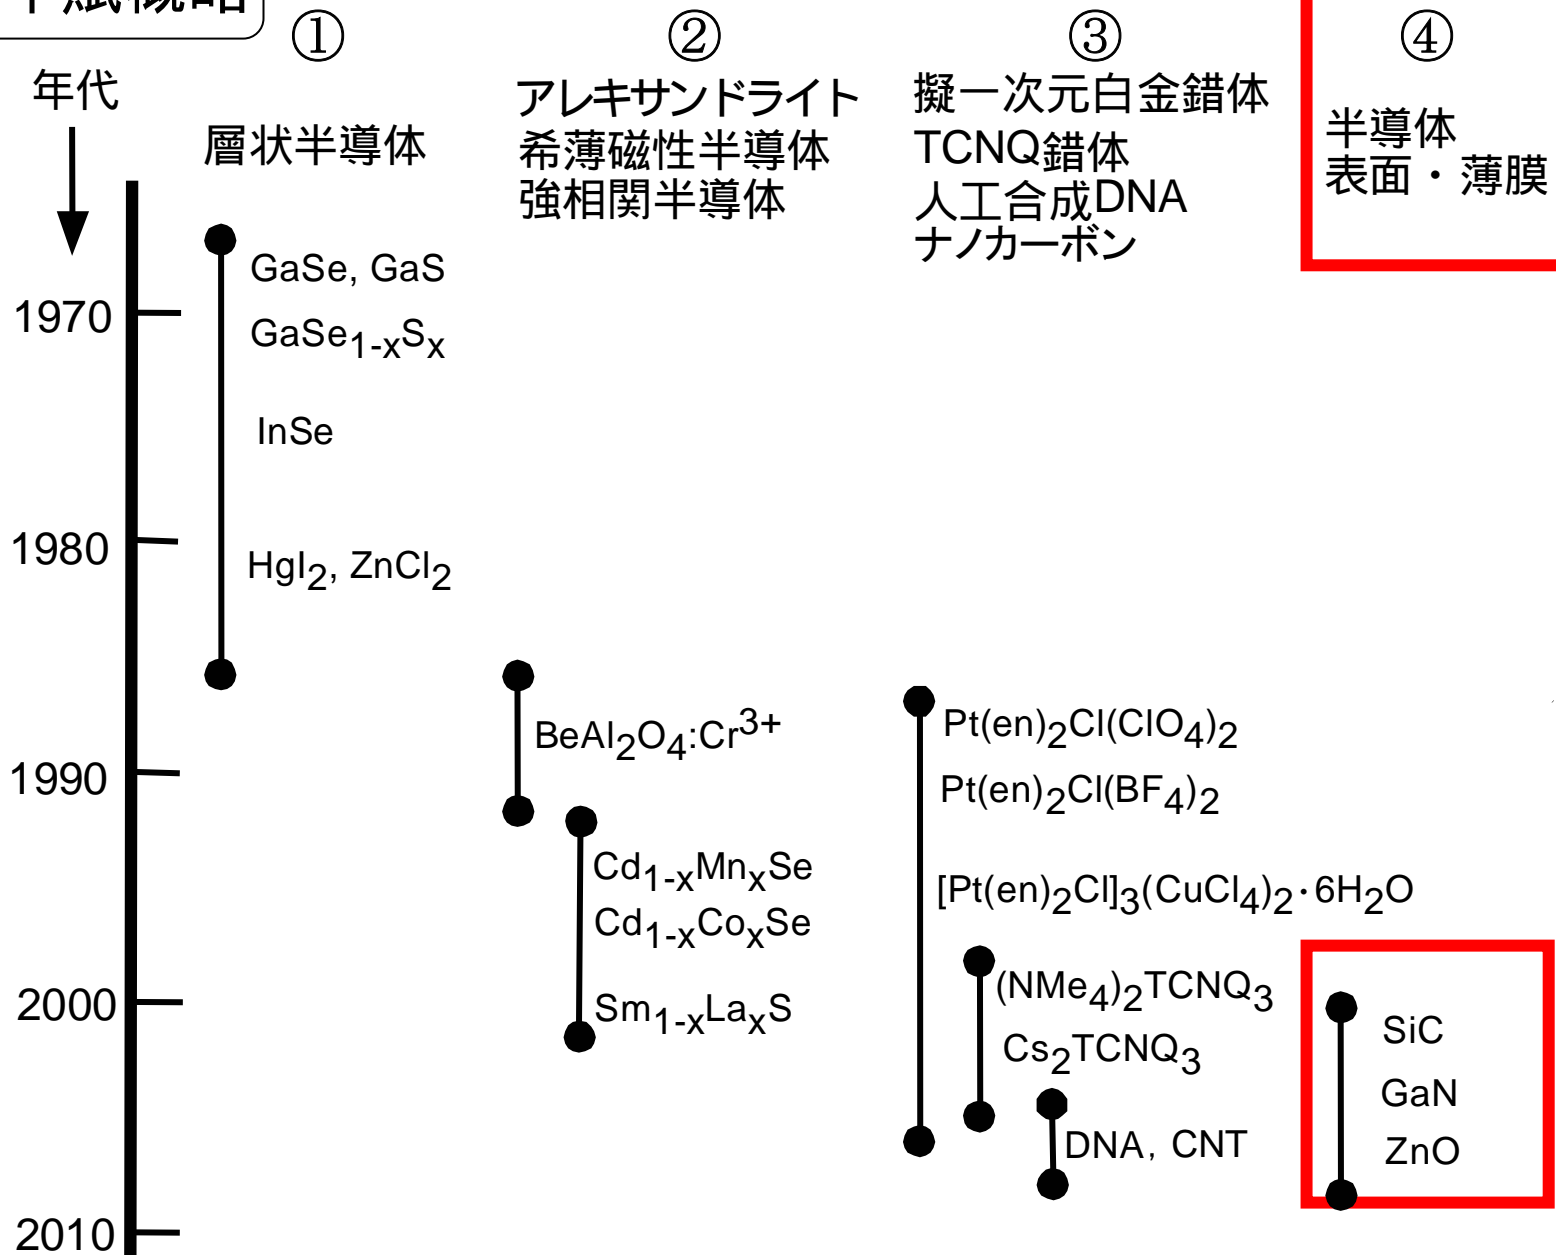 ①
②
③
④
年代
層状半導体
アレキサンドライト
希薄磁性半導体
強相関半導体
擬一次元白金錯体
TCNQ錯体
人工合成DNA
ナノカーボン
半導体
表面・薄膜
1970
1980
1990
2000
2010
GaSe, GaS
GaSe1-xSx
InSe
HgI2, ZnCl2
BeAl2O4:Cr3+
Cd1-xMnxSe
Cd1-xCoxSe
Sm1-xLaxS
Pt(en)2Cl(ClO4)2
Pt(en)2Cl(BF4)2
[Pt(en)2Cl]3(CuCl4)2・6H2O
(NMe4)2TCNQ3
Cs2TCNQ3
DNA, CNT
SiC
GaN
ZnO